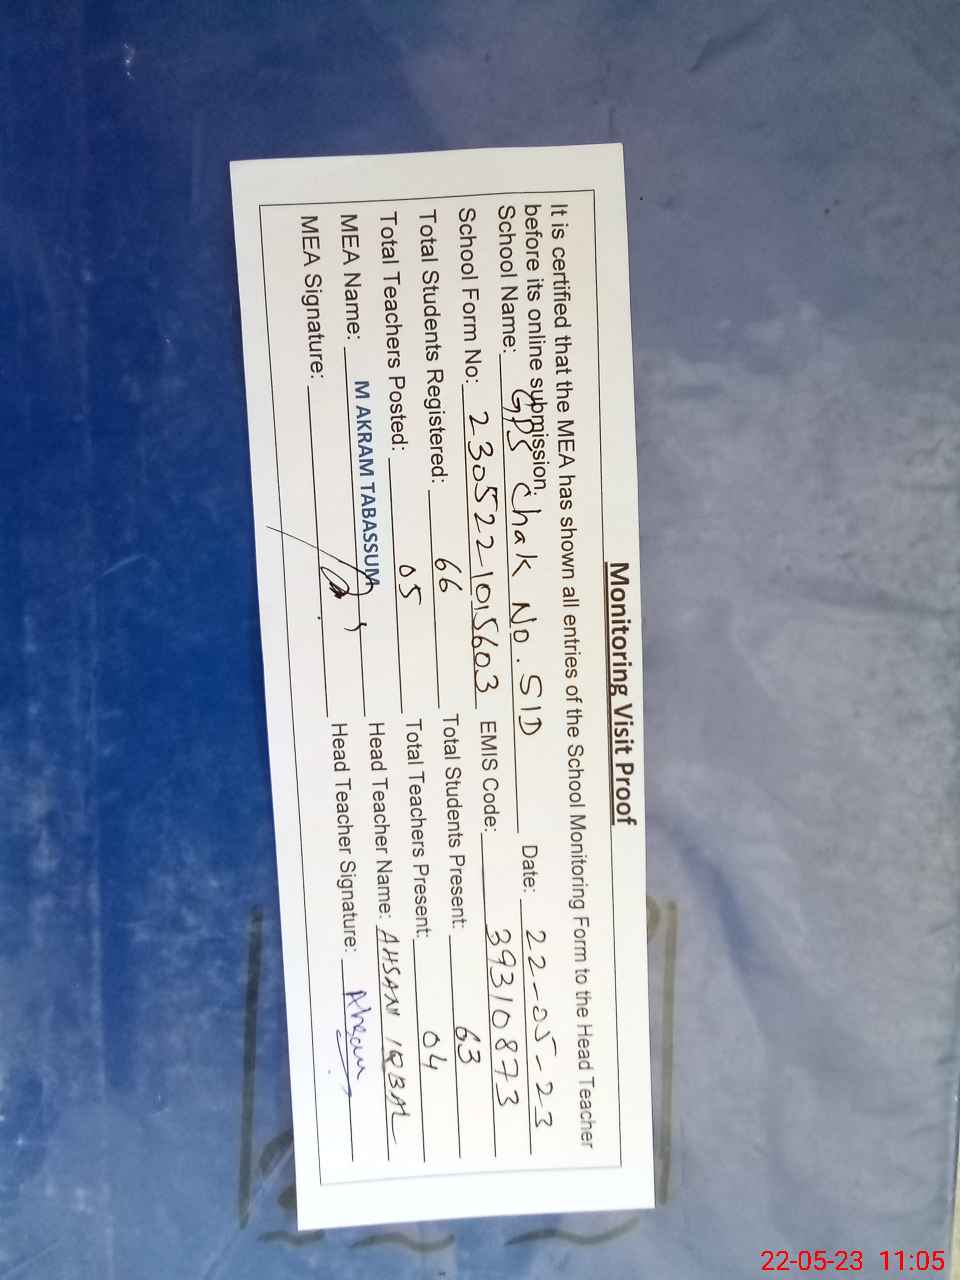 Monitoring Visit Proof
It is certified that the MEA has shown all entries of the School Monitoring Form to the Head Teacher
before its online submission.
School Name: GPS Chak No. 51D Date: 22-05-23
School Form No: 230522-1015603 EMIS Code: 39310873
Total Students Registered: 66 Total Students Present: 63
Total Teachers Posted: 05 Total Teachers Present: 04
MEA Name: M AKRAM TABASSUM Head Teacher Name: AHSAN IQBAL
MEA Signature: Head Teacher Signature: Ahsan
22-05-23 11:05